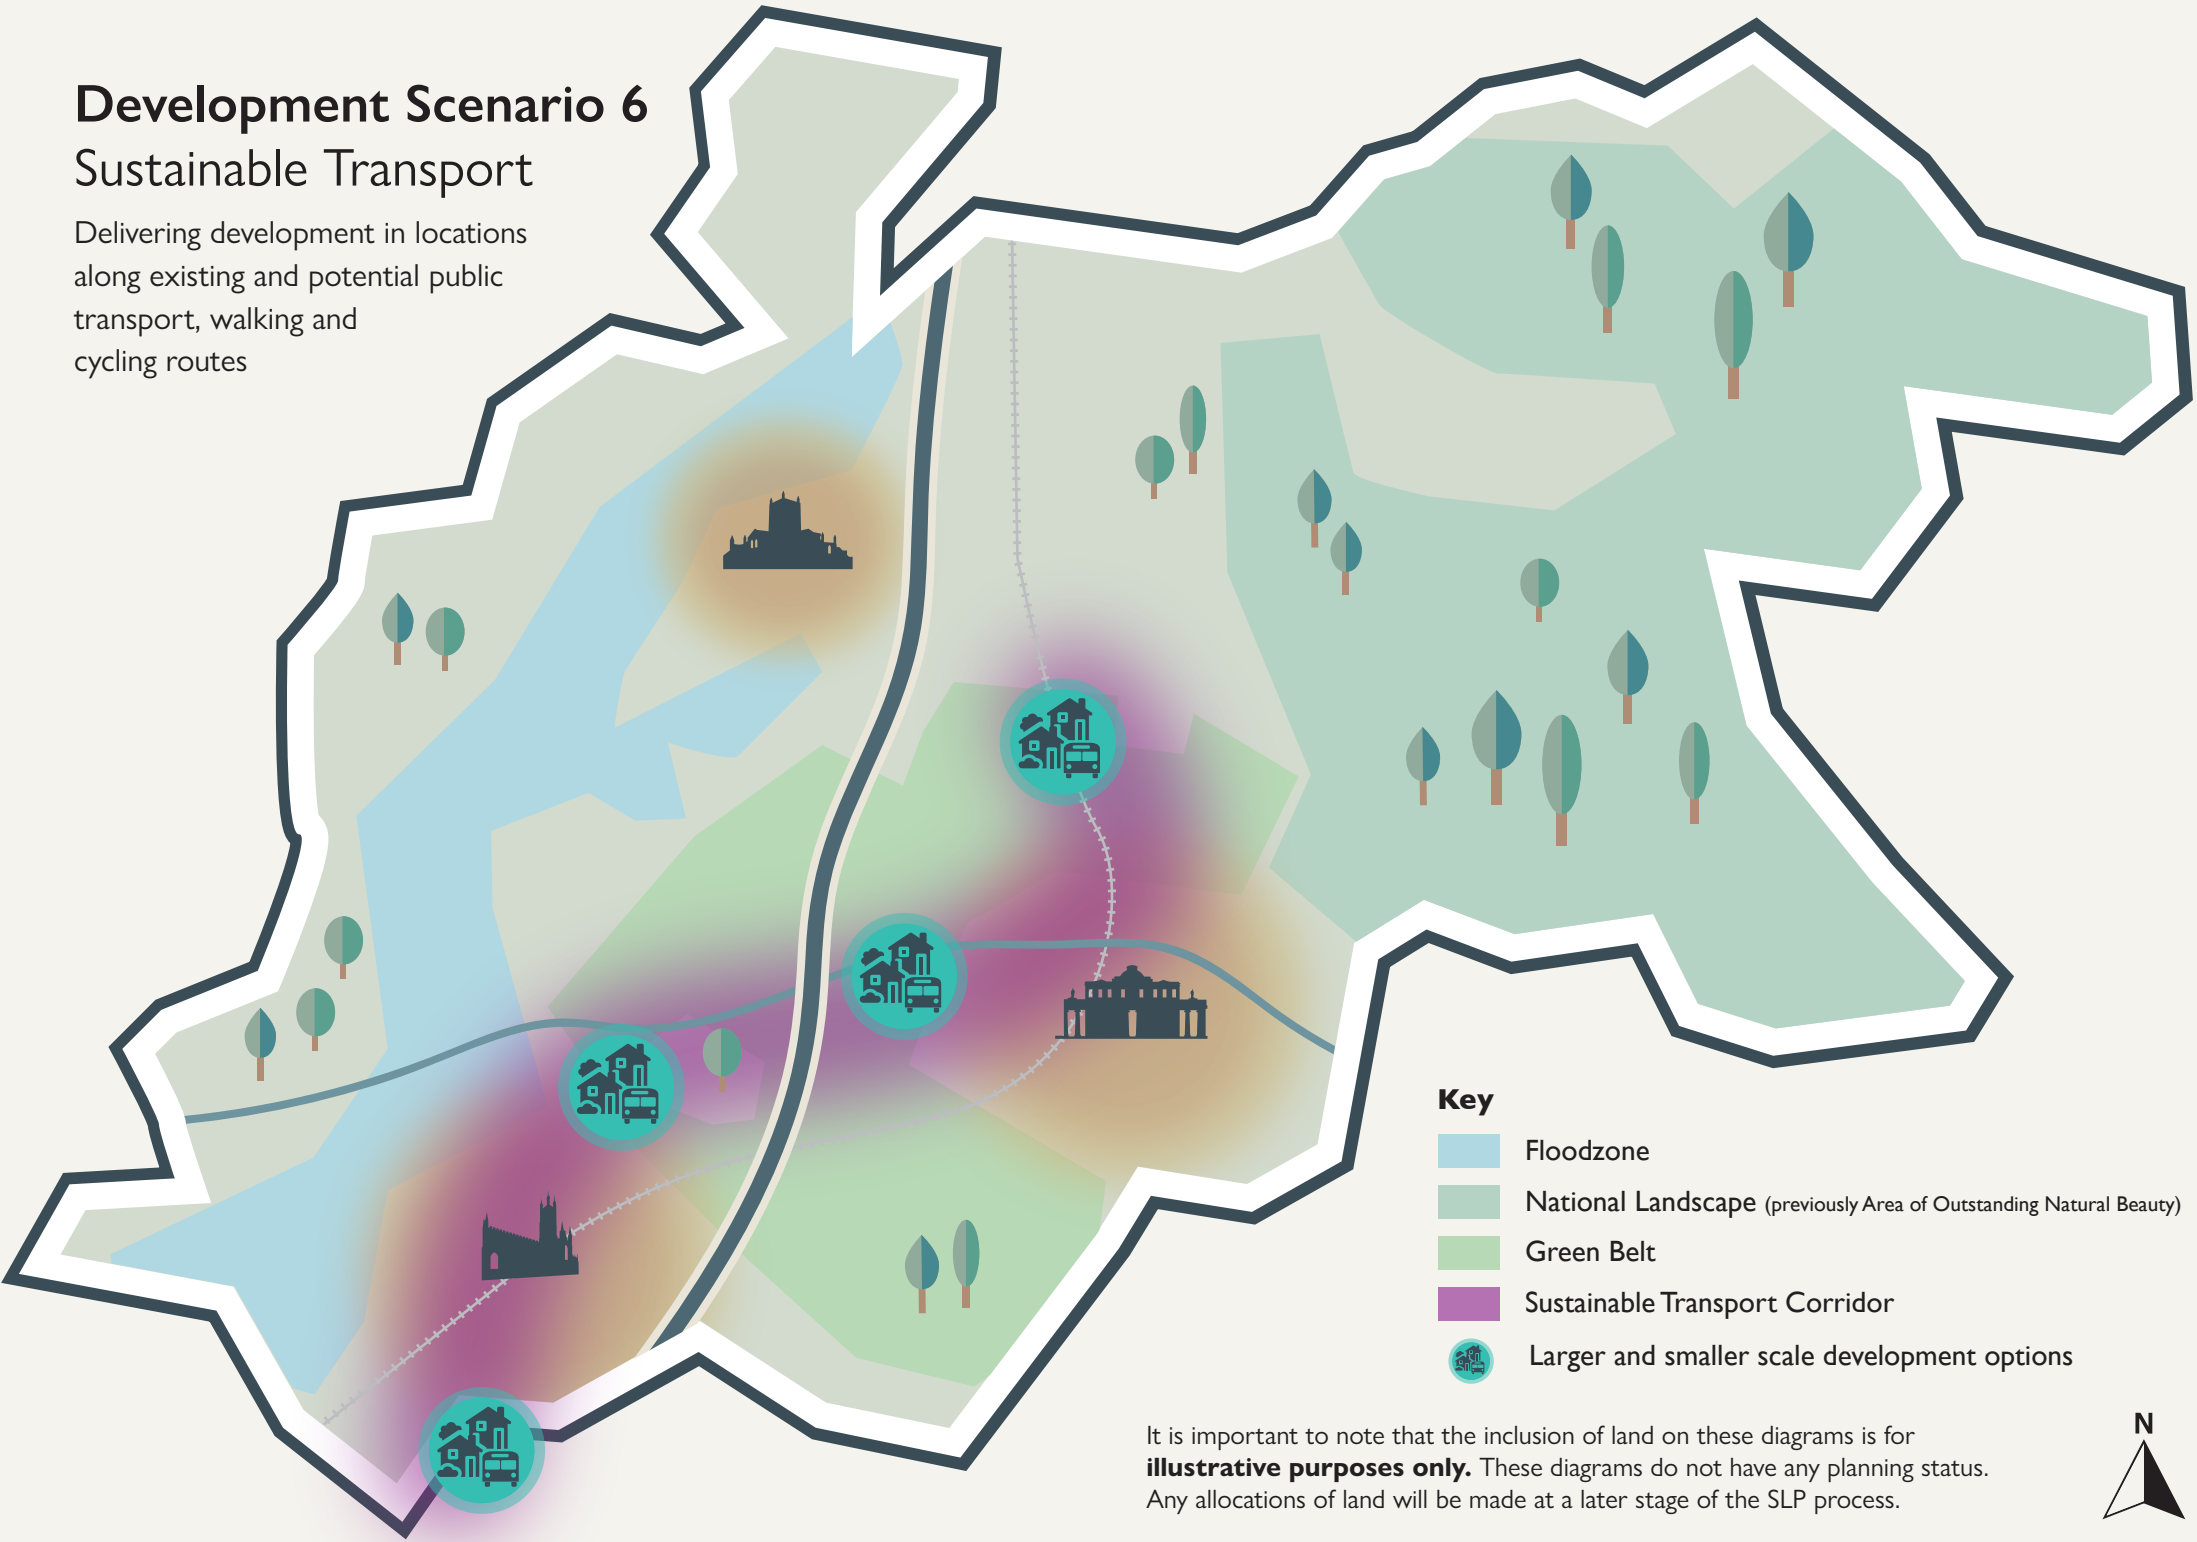 Development Scenario 6
Sustainable Transport
Delivering development in locations
along existing and potential public
transport, walking and
cycling routes
Key
Floodzone
National Landscape (previously Area of Outstanding Natural Beauty)
Green Belt
Sustainable Transport Corridor
Larger and smaller scale development options
It is important to note that the inclusion of land on these diagrams is for
illustrative purposes only. These diagrams do not have any planning status.
Any allocations of land will be made at a later stage of the SLP process.
N